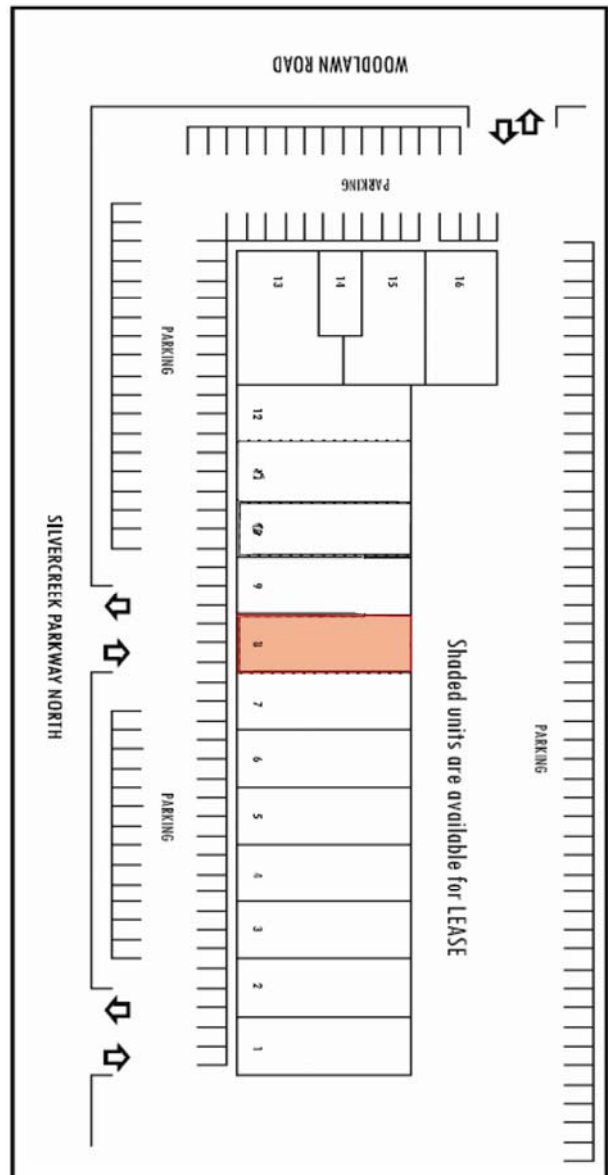 WOODLAWN ROAD
PARKING
13
14
15
16
PARKING
12
9
8
7
6
5
4
3
2
1
SILVERCREEK PARKWAY NORTH
PARKING
Shaded units are available for LEASE
PARKING